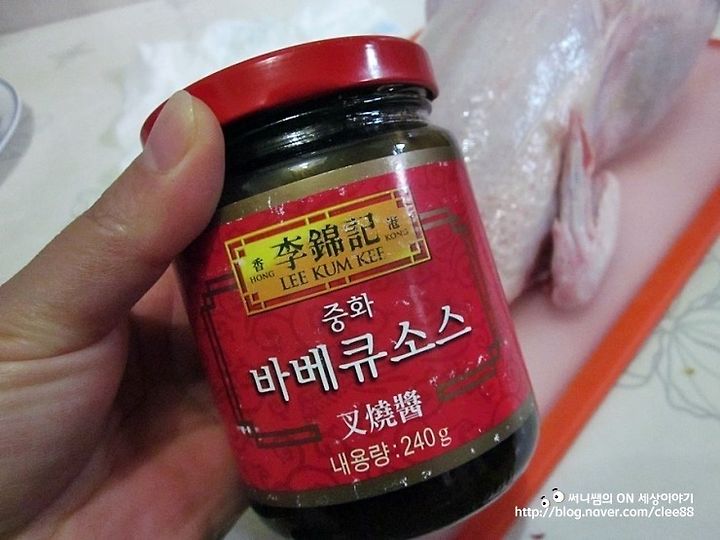 香 李錦記 港
HONG LEE KUM KEE KONG
중화
바베큐소스
叉燒醬
내용량:240g
써니쌤의 ON 세상이야기
http://blog.naver.com/clee88